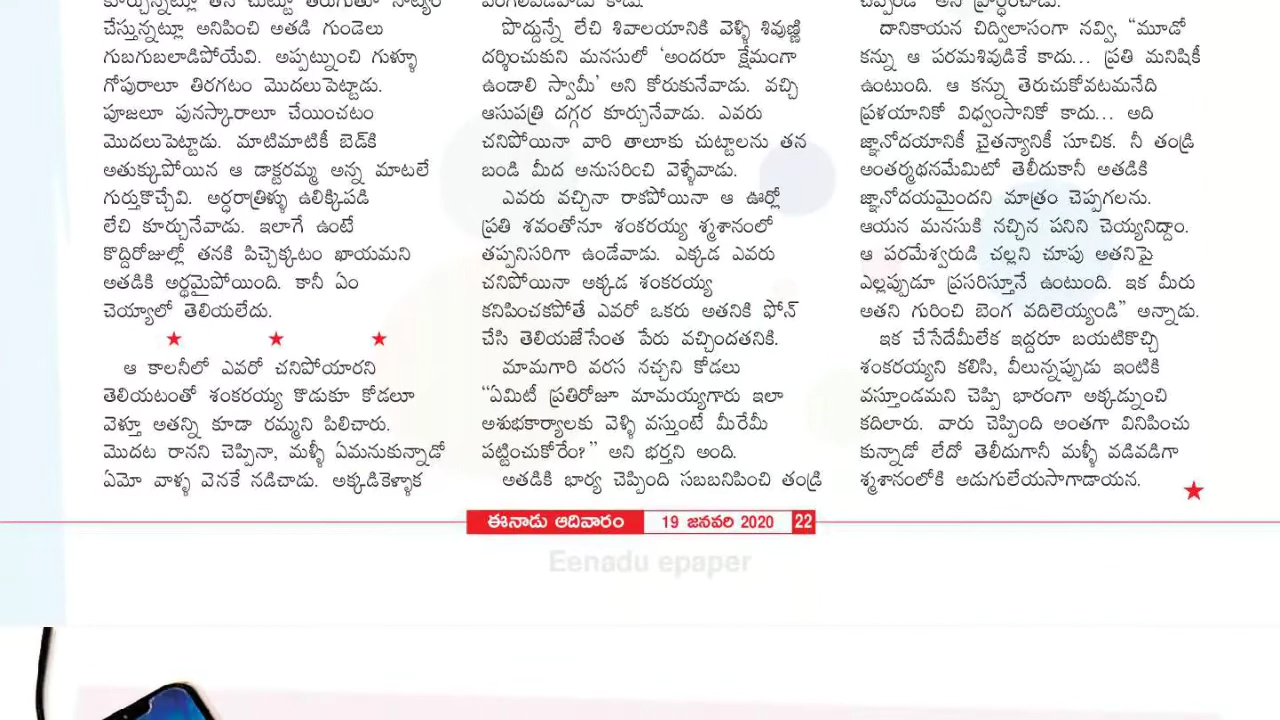 చేస్తున్నట్లూ అనిపించి అతడి గుండెలు
గుబగుబలాడిపోయేవి. అప్పట్నుంచి గుళ్ళూ
గోపురాలూ తిరగటం మొదలుపెట్టాడు.
పూజలూ పునస్కారాలూ చేయించటం
మొదలుపెట్టాడు. మాటిమాటికీ బెడ్‌కి
అతుక్కుపోయిన ఆ డాక్టరమ్మ అన్న మాటలే
గుర్తుకొచ్చేవి. అర్ధరాత్రిళ్ళు ఉలిక్కిపడి
లేచి కూర్చునేవాడు. ఇలాగే ఉంటే
కొద్దిరోజుల్లో తనకి పిచ్చెక్కటం ఖాయమని
అతడికి అర్థమైపోయింది. కానీ ఏం
చెయ్యాలో తెలియలేదు.
★ ★ ★
ఆ కాలనీలో ఎవరో చనిపోయారని
తెలియటంతో శంకరయ్య కొడుకూ కోడలూ
వెళ్తూ అతన్ని కూడా రమ్మని పిలిచారు.
మొదట రానని చెప్పినా, మళ్ళీ ఏమనుకున్నాడో
ఏమో వాళ్ళ వెనకే నడిచాడు. అక్కడికెళ్ళాక
పొద్దున్నే లేచి శివాలయానికి వెళ్ళి శివుణ్ణి
దర్శించుకుని మనసులో ‘అందరూ క్షేమంగా
ఉండాలి స్వామీ’ అని కోరుకునేవాడు. వచ్చి
ఆసుపత్రి దగ్గర కూర్చునేవాడు. ఎవరు
చనిపోయినా వారి తాలూకు చుట్టాలను తన
బండి మీద అనుసరించి వెళ్ళేవాడు.
ఎవరు వచ్చినా రాకపోయినా ఆ ఊర్లో
ప్రతి శవంతోనూ శంకరయ్య శ్మశానంలో
తప్పనిసరిగా ఉండేవాడు. ఎక్కడ ఎవరు
చనిపోయినా అక్కడ శంకరయ్య
కనిపించకపోతే ఎవరో ఒకరు అతనికి ఫోన్
చేసి తెలియజేసేంత పేరు వచ్చిందతనికి.
మామగారి వరస నచ్చని కోడలు
“ఏమిటీ ప్రతిరోజూ మామయ్యగారు ఇలా
అశుభకార్యాలకు వెళ్ళి వస్తుంటే మీరేమీ
పట్టించుకోరేం?” అని భర్తని అంది.
అతడికి భార్య చెప్పింది సబబనిపించి తండ్రి
చెప్పండి” అని ప్రార్థించాడు.
దానికాయన చిద్విలాసంగా నవ్వి, “మూడో
కన్ను ఆ పరమశివుడికే కాదు... ప్రతి మనిషికీ
ఉంటుంది. ఆ కన్ను తెరుచుకోవటమనేది
ప్రళయానికో విధ్వంసానికో కాదు... అది
జ్ఞానోదయానికీ చైతన్యానికీ సూచిక. నీ తండ్రి
అంతర్మథనమేమిటో తెలీదుకానీ అతడికి
జ్ఞానోదయమైందని మాత్రం చెప్పగలను.
ఆయన మనసుకి నచ్చిన పనిని చెయ్యనిద్దాం.
ఆ పరమేశ్వరుడి చల్లని చూపు అతనిపై
ఎల్లప్పుడూ ప్రసరిస్తూనే ఉంటుంది. ఇక మీరు
అతని గురించి బెంగ వదిలెయ్యండి” అన్నాడు.
ఇక చేసేదేమీలేక ఇద్దరూ బయటికొచ్చి
శంకరయ్యని కలిసి, వీలున్నప్పుడు ఇంటికి
వస్తూండమని చెప్పి భారంగా అక్కడ్నుంచి
కదిలారు. వారు చెప్పింది అంతగా వినిపించు
కున్నాడో లేదో తెలీదుగానీ మళ్ళీ వడివడిగా
శ్మశానంలోకి అడుగులేయసాగాడాయన. ★
ఈనాడు ఆదివారం 19 జనవరి 2020 22
Eenadu epaper